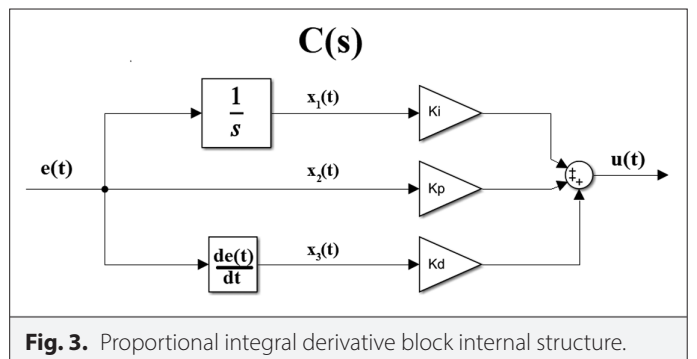 C(s)
1
s
x₁(t)
Ki
e(t)
x₂(t)
Kp
+
+
+
u(t)
de(t)
dt
x₃(t)
Kd
Fig. 3. Proportional integral derivative block internal structure.